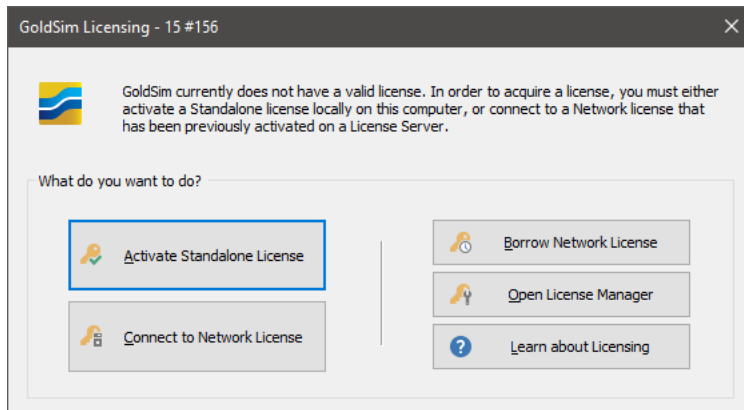 GoldSim Licensing - 15 #156
GoldSim currently does not have a valid license. In order to acquire a license, you must either
activate a Standalone license locally on this computer, or connect to a Network license that
has been previously activated on a License Server.
What do you want to do?
Activate Standalone License
Connect to Network License
Borrow Network License
Open License Manager
Learn about Licensing